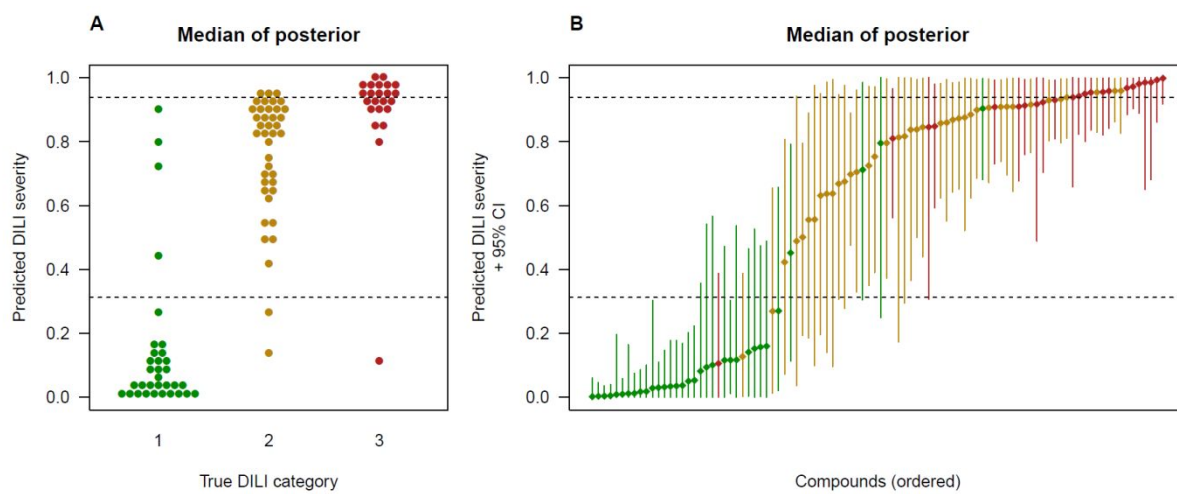 A
Median of posterior
Predicted DILI severity
1.0
0.8
0.6
0.4
0.2
0.0
1 2 3
True DILI category
B
Median of posterior
Predicted DILI severity
+ 95% CI
1.0
0.8
0.6
0.4
0.2
0.0
Compounds (ordered)